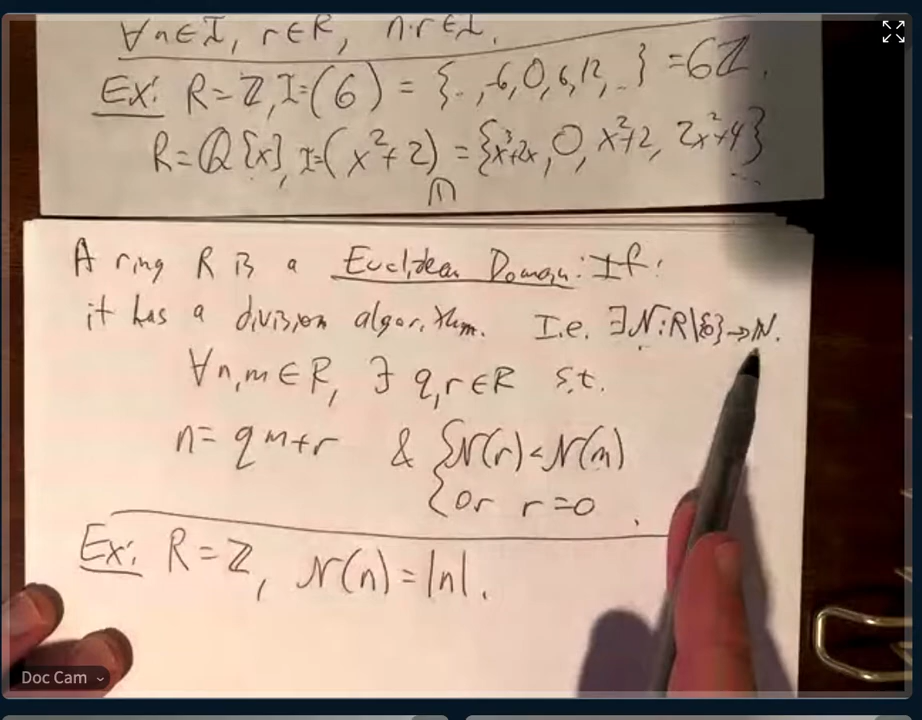 ∀n∈I, r∈R, n·r∈I.
Ex: R=ℤ, I=(6) = {.., -6, 0, 6, 12, ..} = 6ℤ.
R=ℚ[x], I=(x²+2) = {x³+2x, 0, x²+2, 2x²+4}
...
A ring R is a Euclidean Domain: If:
it has a division algorithm. I.e. ∃N:R\{0}→ℕ.
∀n,m∈R, ∃ q,r∈R s.t.
n = qm+r & {N(r)<N(m)
{or r=0.
Ex: R=ℤ, N(n)=|n|.
Doc Cam